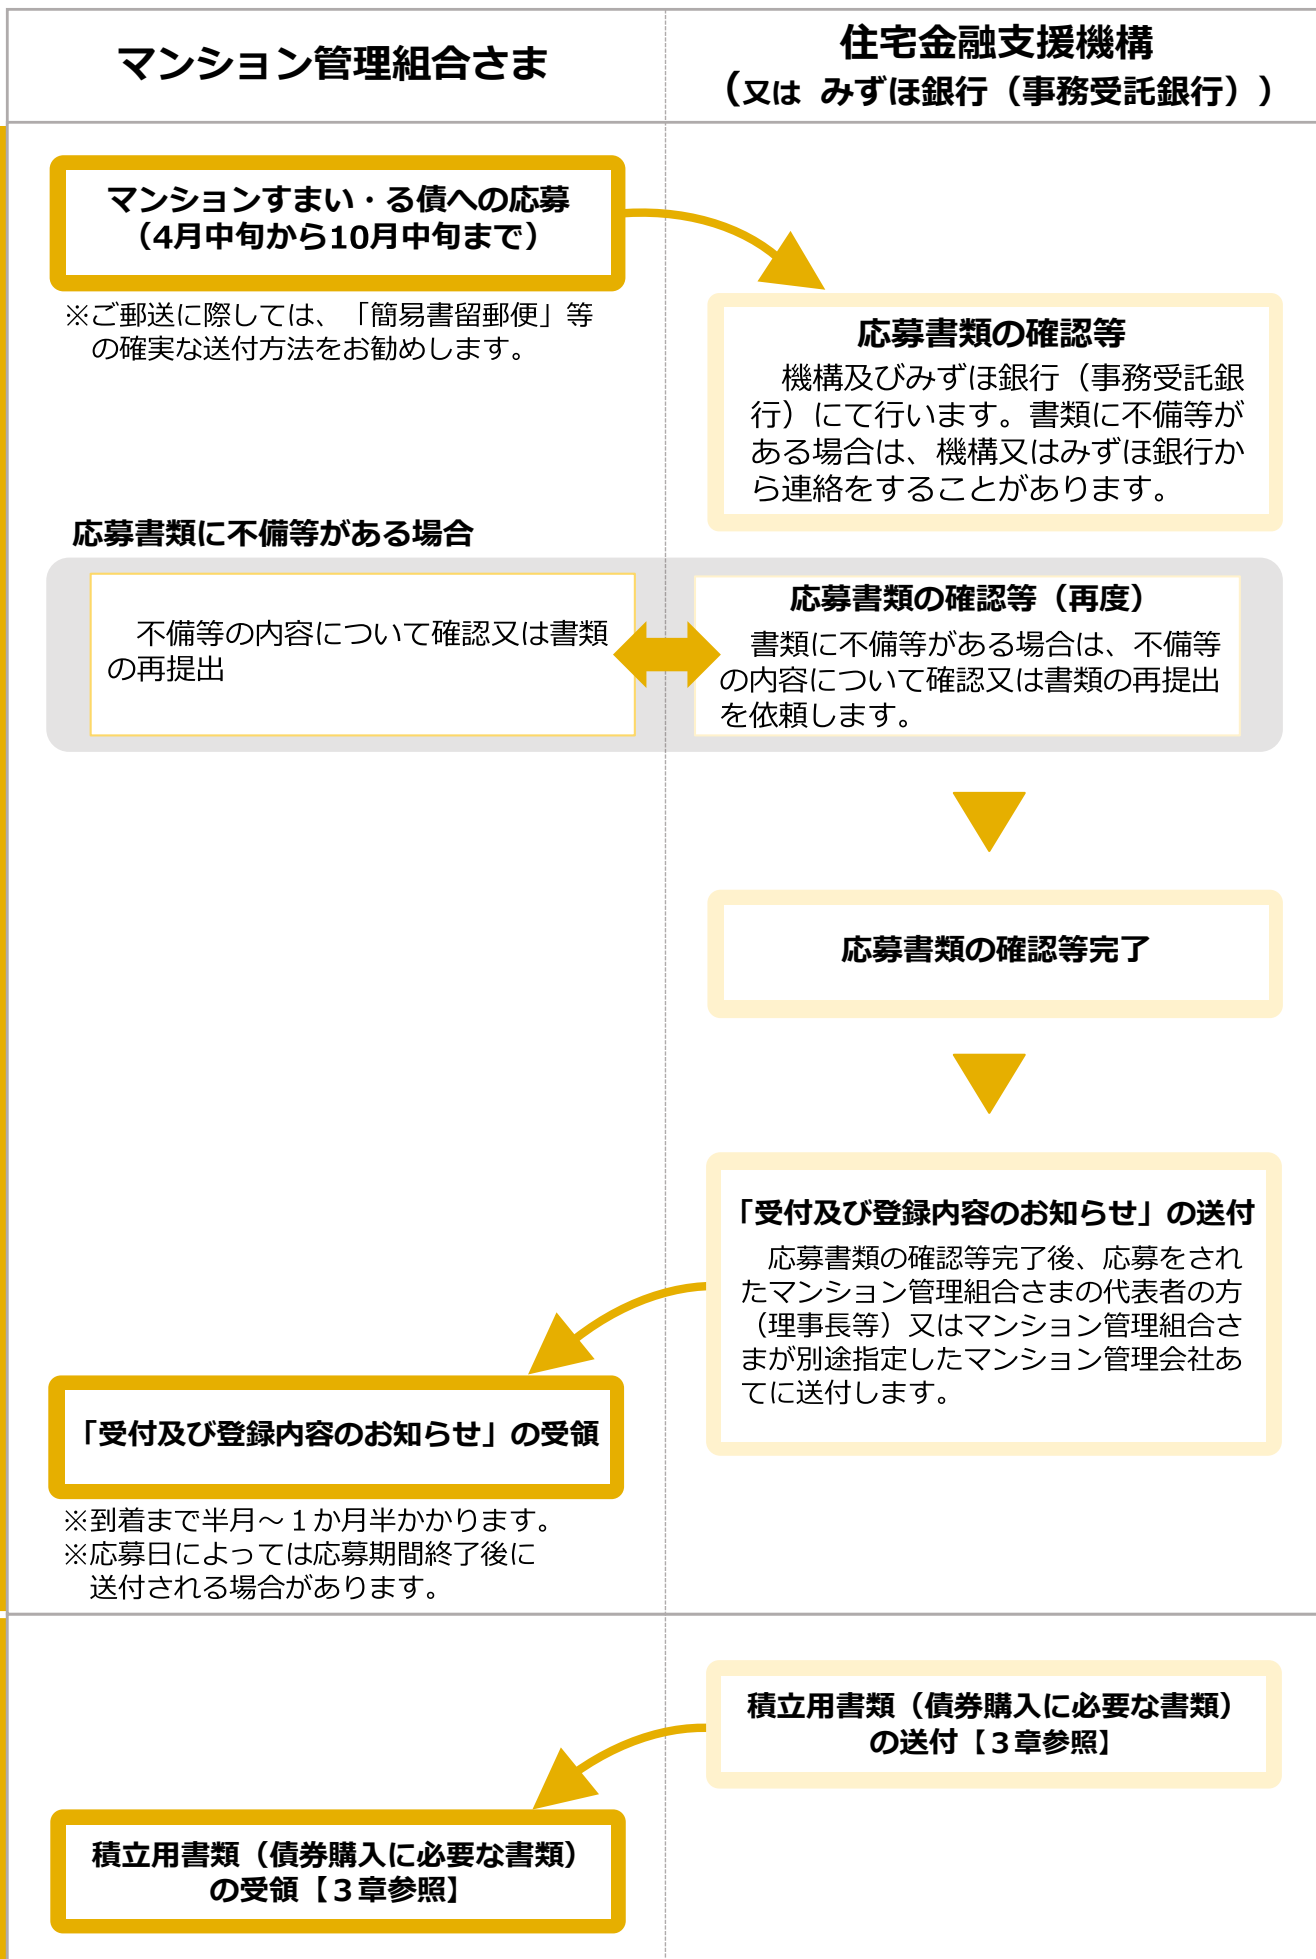 マンション管理組合さま
住宅金融支援機構
(又は みずほ銀行（事務受託銀行）)
マンションすまい・る債への応募
（4月中旬から10月中旬まで）
※ご郵送に際しては、「簡易書留郵便」等
の確実な送付方法をお勧めします。
応募書類の確認等
機構及びみずほ銀行（事務受託銀
行）にて行います。書類に不備等が
ある場合は、機構又はみずほ銀行か
ら連絡をすることがあります。
応募書類に不備等がある場合
不備等の内容について確認又は書類
の再提出
応募書類の確認等（再度）
書類に不備等がある場合は、不備等
の内容について確認又は書類の再提出
を依頼します。
応募書類の確認等完了
「受付及び登録内容のお知らせ」の送付
応募書類の確認等完了後、応募をされ
たマンション管理組合さまの代表者の方
（理事長等）又はマンション管理組合さ
まが別途指定したマンション管理会社あ
てに送付します。
「受付及び登録内容のお知らせ」の受領
※到着まで半月～１か月半かかります。
※応募日によっては応募期間終了後に
送付される場合があります。
積立用書類（債券購入に必要な書類）
の送付【３章参照】
積立用書類（債券購入に必要な書類）
の受領【３章参照】